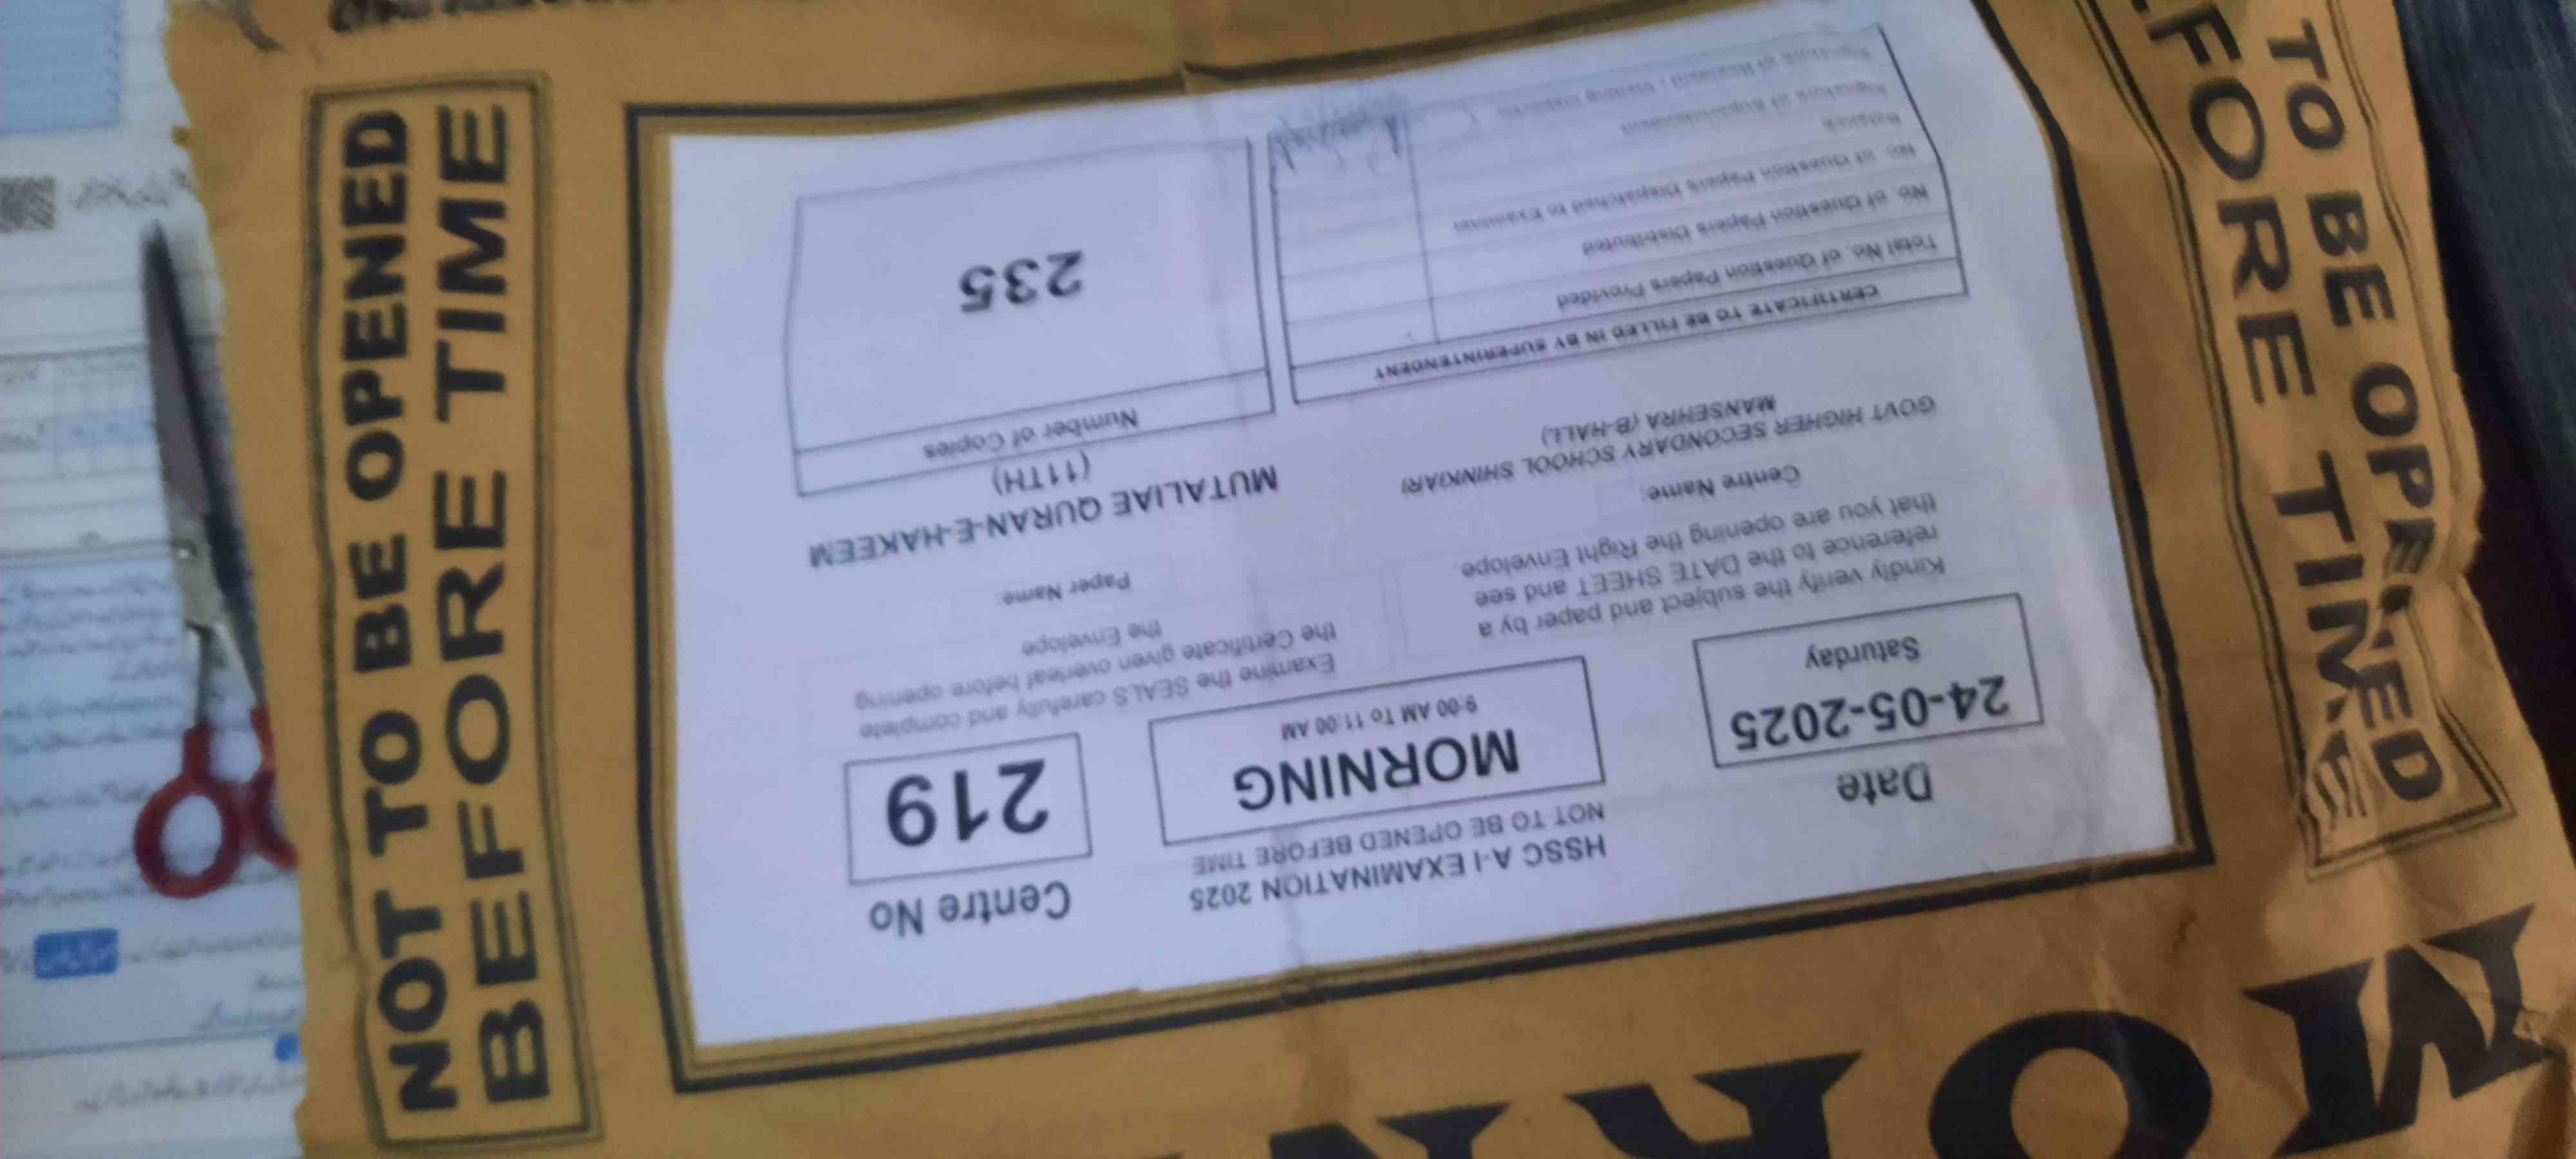 HSSC A-I EXAMINATION 2025
NOT TO BE OPENED BEFORE TIME
Centre No
219
MORNING
9:00 AM To 11:00 AM
Date
24-05-2025
Saturday
Examine the SEALS carefully and complete
the Certificate given overleaf before opening
the Envelope
Kindly verify the subject and paper by a
reference to the DATE SHEET and see
that you are opening the Right Envelope.
Paper Name:
MUTALIAE QURAN-E-HAKEEM
(11TH)
Centre Name:
GOVT HIGHER SECONDARY SCHOOL SHINKIARI
MANSEHRA (B-HALL)
Number of Copies
235
CERTIFICATE TO BE FILLED IN BY SUPERINTENDENT
Total No. of Question Papers Provided
No. of Question Papers Distributed
No. of Question Papers Dispatched to Examiner
Balance
Signature of Superintendent
NOT TO BE OPENED
BEFORE TIME
TO BE OPENED
FORE TIME
MORN